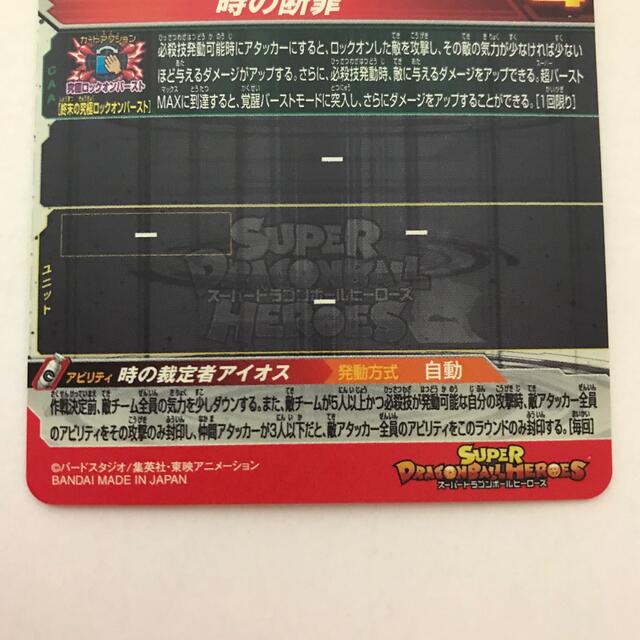 時の断罪
カードアクション
究極ロックオンバースト
[終末の究極ロックオンバースト]
CAA
必殺技発動可能時にアタッカーにすると、ロックオンした敵を攻撃し、その敵の気力が少なければ少ない
ほど与えるダメージがアップする。さらに、必殺技発動時、敵に与えるダメージをアップできる。超バースト
MAXに到達すると、覚醒バーストモードに突入し、さらにダメージをアップすることができる。[1回限り]
ー
ー
ー
ユニット
SUPER
DRAGONBALL
スーパードラゴンボールヒーローズ
HEROES
ー
アビリティ 時の裁定者アイオス 発動方式 自動
作戦決定前、敵チーム全員の気力を少しダウンする。また、敵チームが5人以上かつ必殺技が発動可能な自分の攻撃時、敵アタッカー全員
のアビリティをその攻撃のみ封印し、仲間アタッカーが3人以下だと、敵アタッカー全員のアビリティをこのラウンドのみ封印する。[毎回]
©バードスタジオ/集英社・東映アニメーション
BANDAI MADE IN JAPAN
SUPER
DRAGONBALL HEROES
スーパードラゴンボールヒーローズ